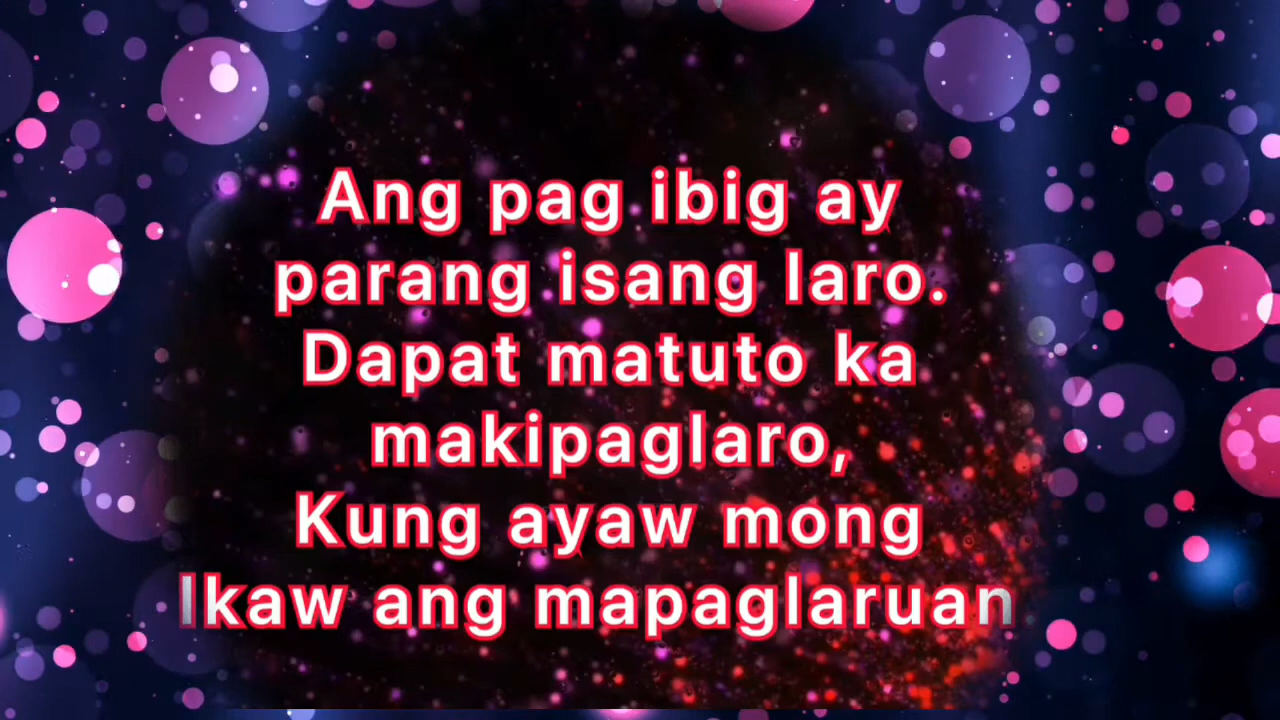 Ang pag ibig ay
parang isang laro.
Dapat matuto ka
makipaglaro,
Kung ayaw mong
Ikaw ang mapaglaruan